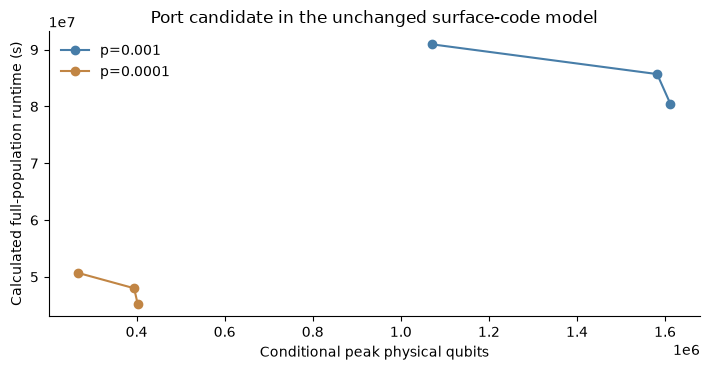 Port candidate in the unchanged surface-code model
1e7
p=0.001
p=0.0001
Calculated full-population runtime (s)
9
8
7
6
5
0.4 0.6 0.8 1.0 1.2 1.4 1.6
1e6
Conditional peak physical qubits